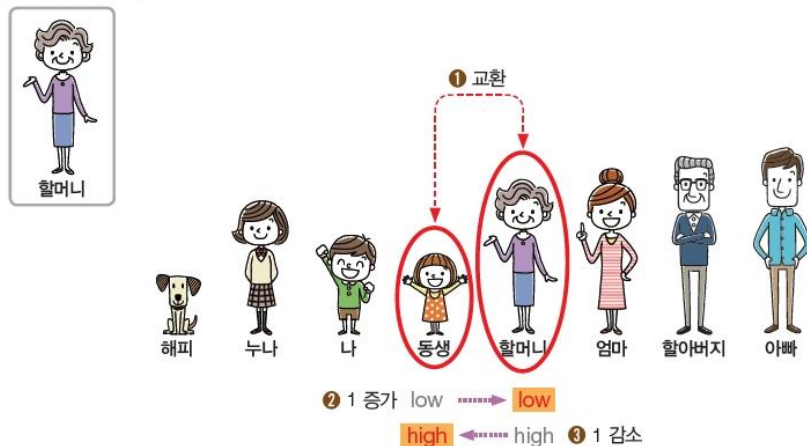 할머니
❶ 교환
해피 누나 나 동생 할머니 엄마 할아버지 아빠
❷ 1 증가 low low
high high ❸ 1 감소